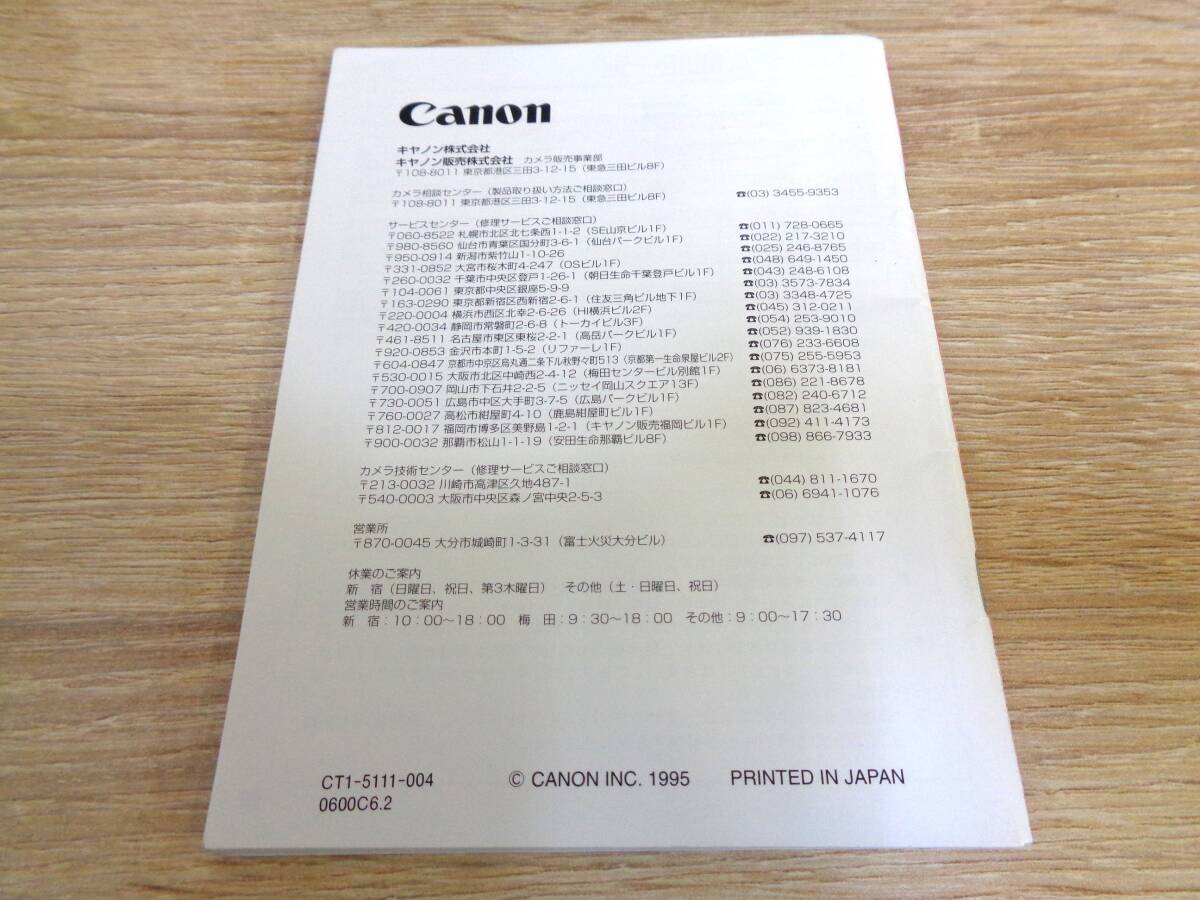 Canon
キヤノン株式会社
キヤノン販売株式会社 カメラ販売事業部
〒108-8011 東京都港区三田3-12-15（東急三田ビル8F）
カメラ相談センター（製品取り扱い方法ご相談窓口）
〒108-8011 東京都港区三田3-12-15（東急三田ビル8F） ☎(03) 3455-9353
サービスセンター（修理サービスご相談窓口）
〒060-8522 札幌市北区北七条西1-1-2（SE山京ビル1F） ☎(011) 728-0665
〒980-8560 仙台市青葉区国分町3-6-1（仙台パークビル1F） ☎(022) 217-3210
〒950-0914 新潟市紫竹山1-10-26 ☎(025) 246-8765
〒331-0852 大宮市桜木町4-247（OSビル1F） ☎(048) 649-1450
〒260-0032 千葉市中央区登戸1-26-1（朝日生命千葉登戸ビル1F） ☎(043) 248-6108
〒104-0061 東京都中央区銀座5-9-9 ☎(03) 3573-7834
〒163-0290 東京都新宿区西新宿2-6-1（住友三角ビル地下1F） ☎(03) 3348-4725
〒220-0004 横浜市西区北幸2-6-26（HI横浜ビル2F） ☎(045) 312-0211
〒420-0034 静岡市常磐町2-6-8（トーカイビル3F） ☎(054) 253-9010
〒461-8511 名古屋市東区東桜2-2-1（高岳パークビル1F） ☎(052) 939-1830
〒920-0853 金沢市本町1-5-2（リファーレ1F） ☎(076) 233-6608
〒604-0847 京都市中京区烏丸通二条下ル秋野々町513（京都第一生命泉屋ビル2F） ☎(075) 255-5953
〒530-0015 大阪市北区中崎西2-4-12（梅田センタービル別館1F） ☎(06) 6373-8181
〒700-0907 岡山市下石井2-2-5（ニッセイ岡山スクエア13F） ☎(086) 221-8678
〒730-0051 広島市中区大手町3-7-5（広島パークビル1F） ☎(082) 240-6712
〒760-0027 高松市紺屋町4-10（鹿島紺屋町ビル1F） ☎(087) 823-4681
〒812-0017 福岡市博多区美野島1-2-1（キヤノン販売福岡ビル1F） ☎(092) 411-4173
〒900-0032 那覇市松山1-1-19（安田生命那覇ビル8F） ☎(098) 866-7933
カメラ技術センター（修理サービスご相談窓口）
〒213-0032 川崎市高津区久地487-1 ☎(044) 811-1670
〒540-0003 大阪市中央区森ノ宮中央2-5-3 ☎(06) 6941-1076
営業所
〒870-0045 大分市城崎町1-3-31（富士火災大分ビル） ☎(097) 537-4117
休業のご案内
新 宿（日曜日、祝日、第3木曜日） その他（土・日曜日、祝日）
営業時間のご案内
新 宿：10：00〜18：00 梅 田：9：30〜18：00 その他：9：00〜17：30
CT1-5111-004 © CANON INC. 1995 PRINTED IN JAPAN
0600C6.2